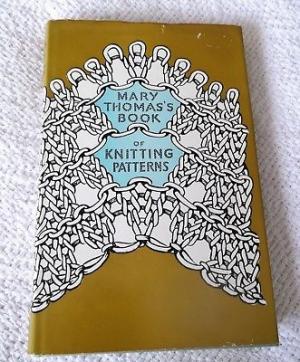 MARY
THOMAS'S
BOOK
OF
KNITTING
PATTERNS